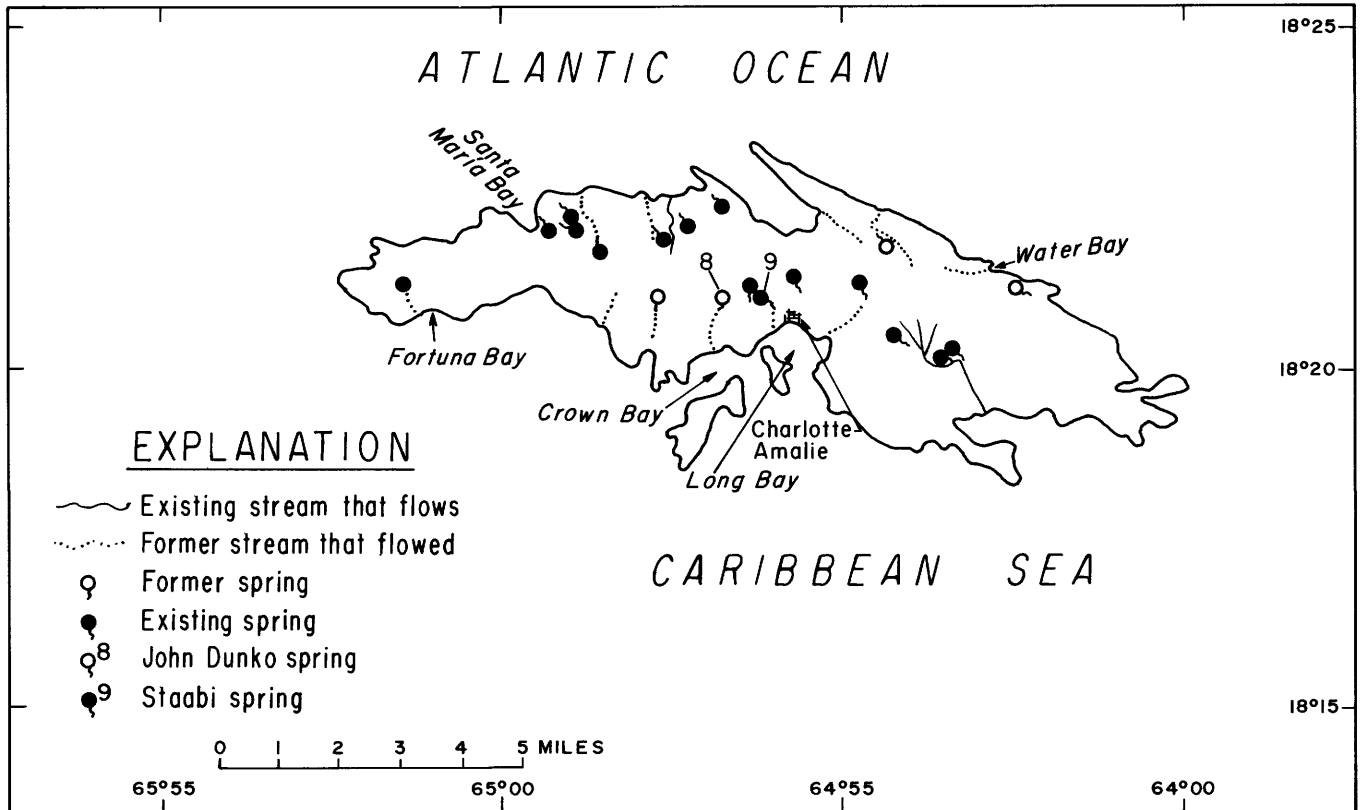 18°25
ATLANTIC OCEAN
Santa
Maria Bay
Water Bay
8
9
Fortuna Bay
18°20
Crown Bay
Charlotte-
Amalie
Long Bay
EXPLANATION
Existing stream that flows
Former stream that flowed
Former spring
Existing spring
8 John Dunko spring
9 Staabi spring
CARIBBEAN SEA
18°15
0 1 2 3 4 5 MILES
65°55 65°00 64°55 64°00